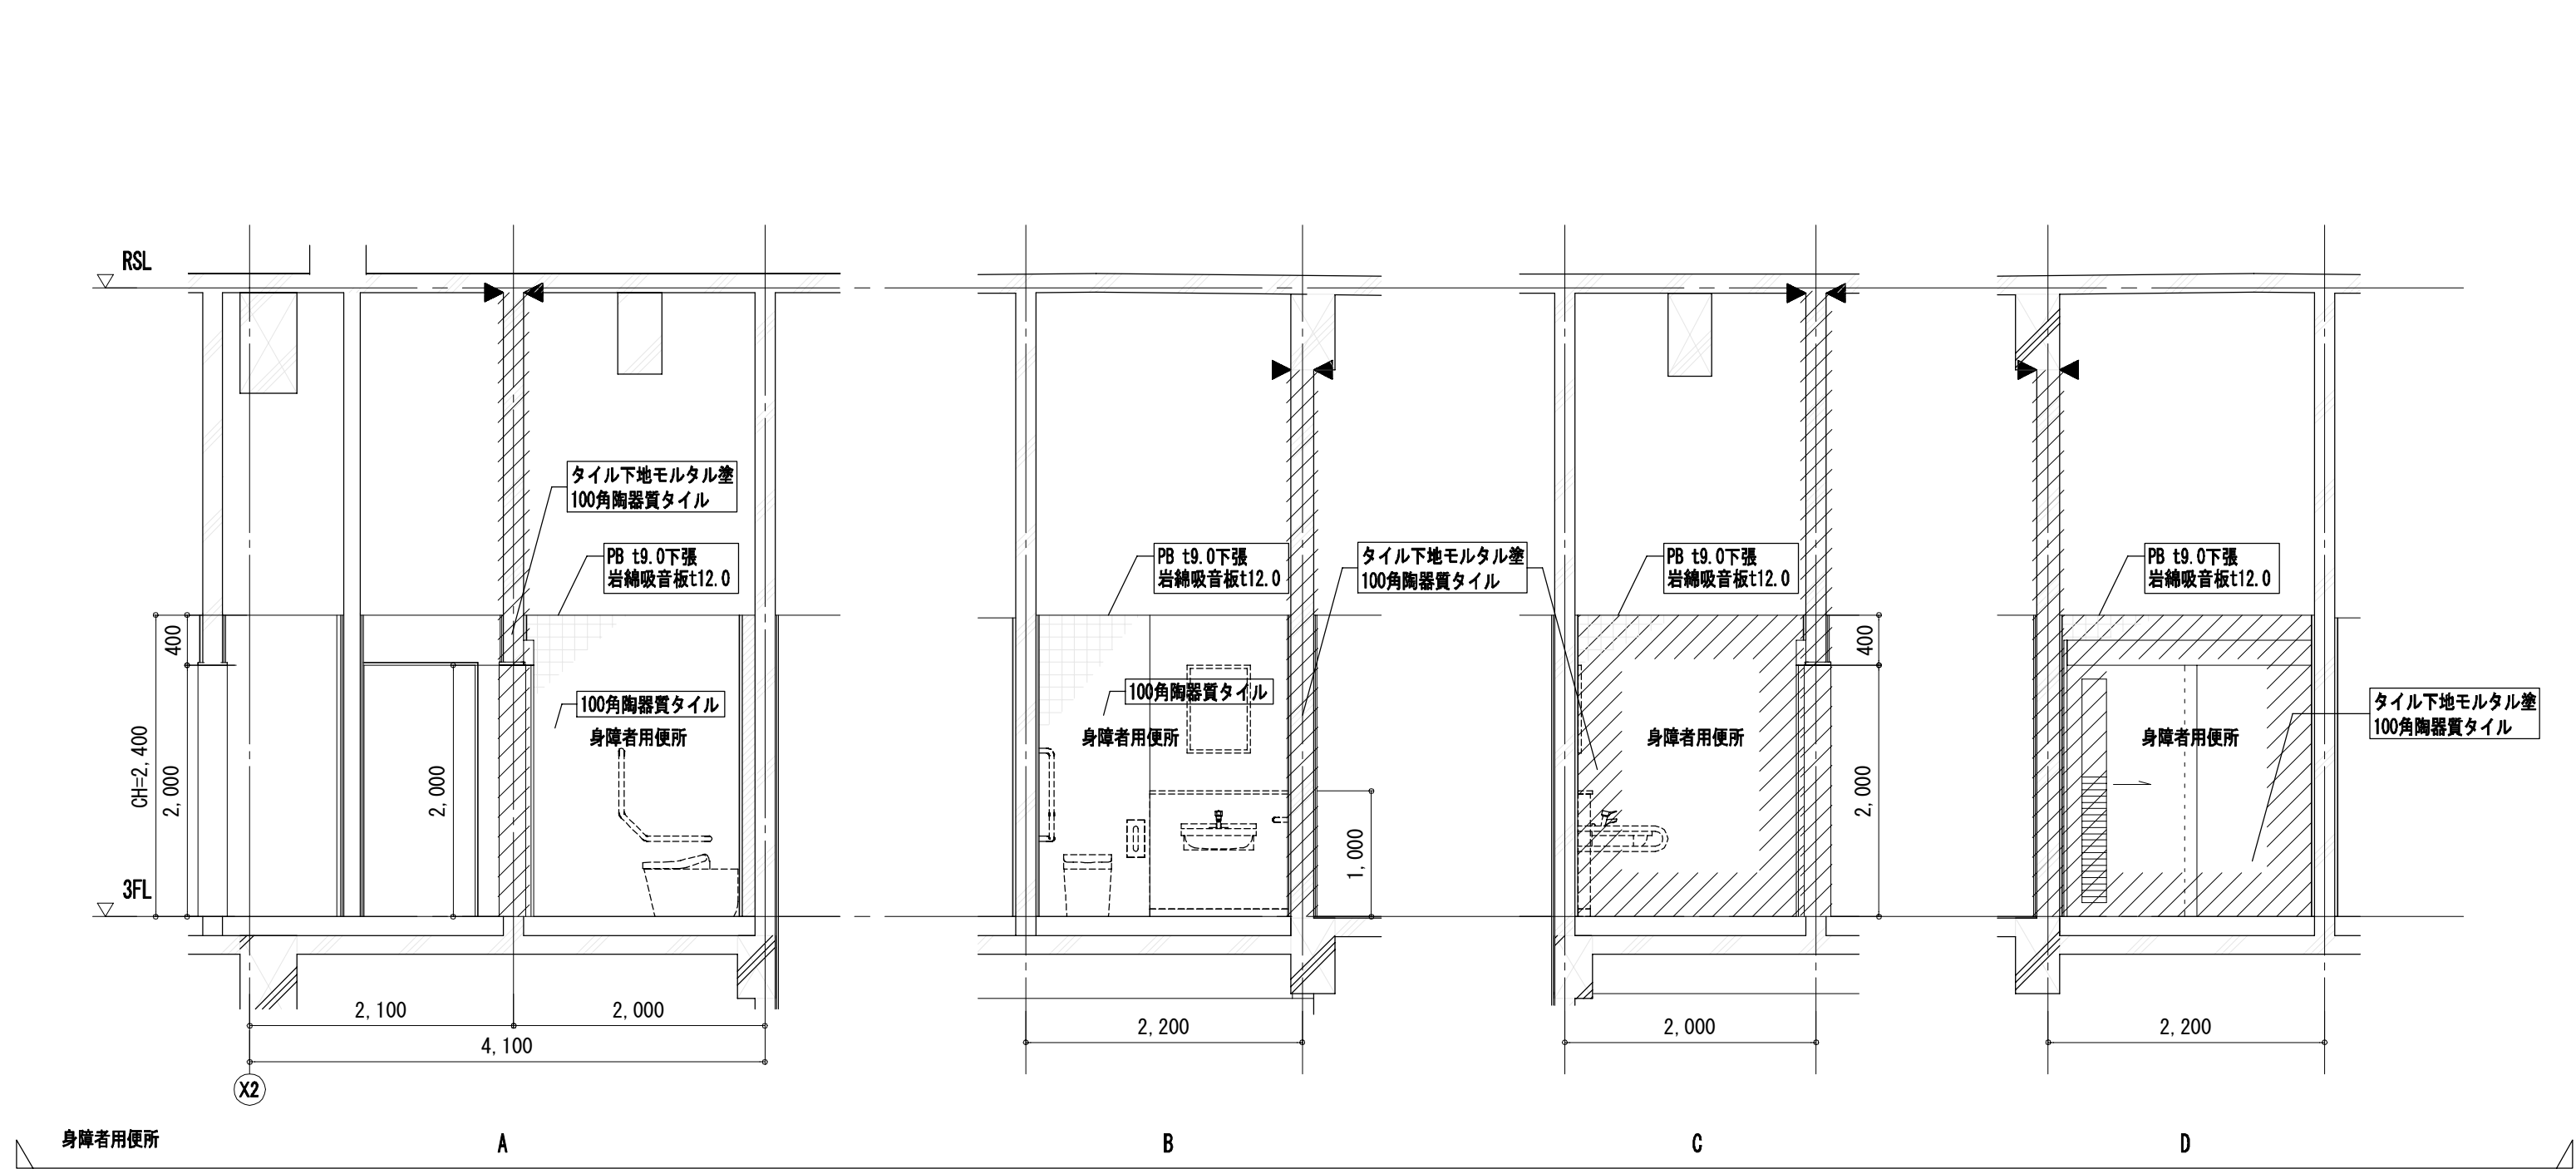 RSL
タイル下地モルタル塗
100角陶器質タイル
PB t9.0下張
岩綿吸音板t12.0
PB t9.0下張
岩綿吸音板t12.0
タイル下地モルタル塗
100角陶器質タイル
PB t9.0下張
岩綿吸音板t12.0
PB t9.0下張
岩綿吸音板t12.0
400
400
100角陶器質タイル
100角陶器質タイル
タイル下地モルタル塗
100角陶器質タイル
身障者用便所
身障者用便所
身障者用便所
身障者用便所
CH=2,400
2,000
2,000
2,000
1,000
3FL
2,100
2,000
4,100
2,200
2,000
2,200
X2
身障者用便所
A
B
C
D